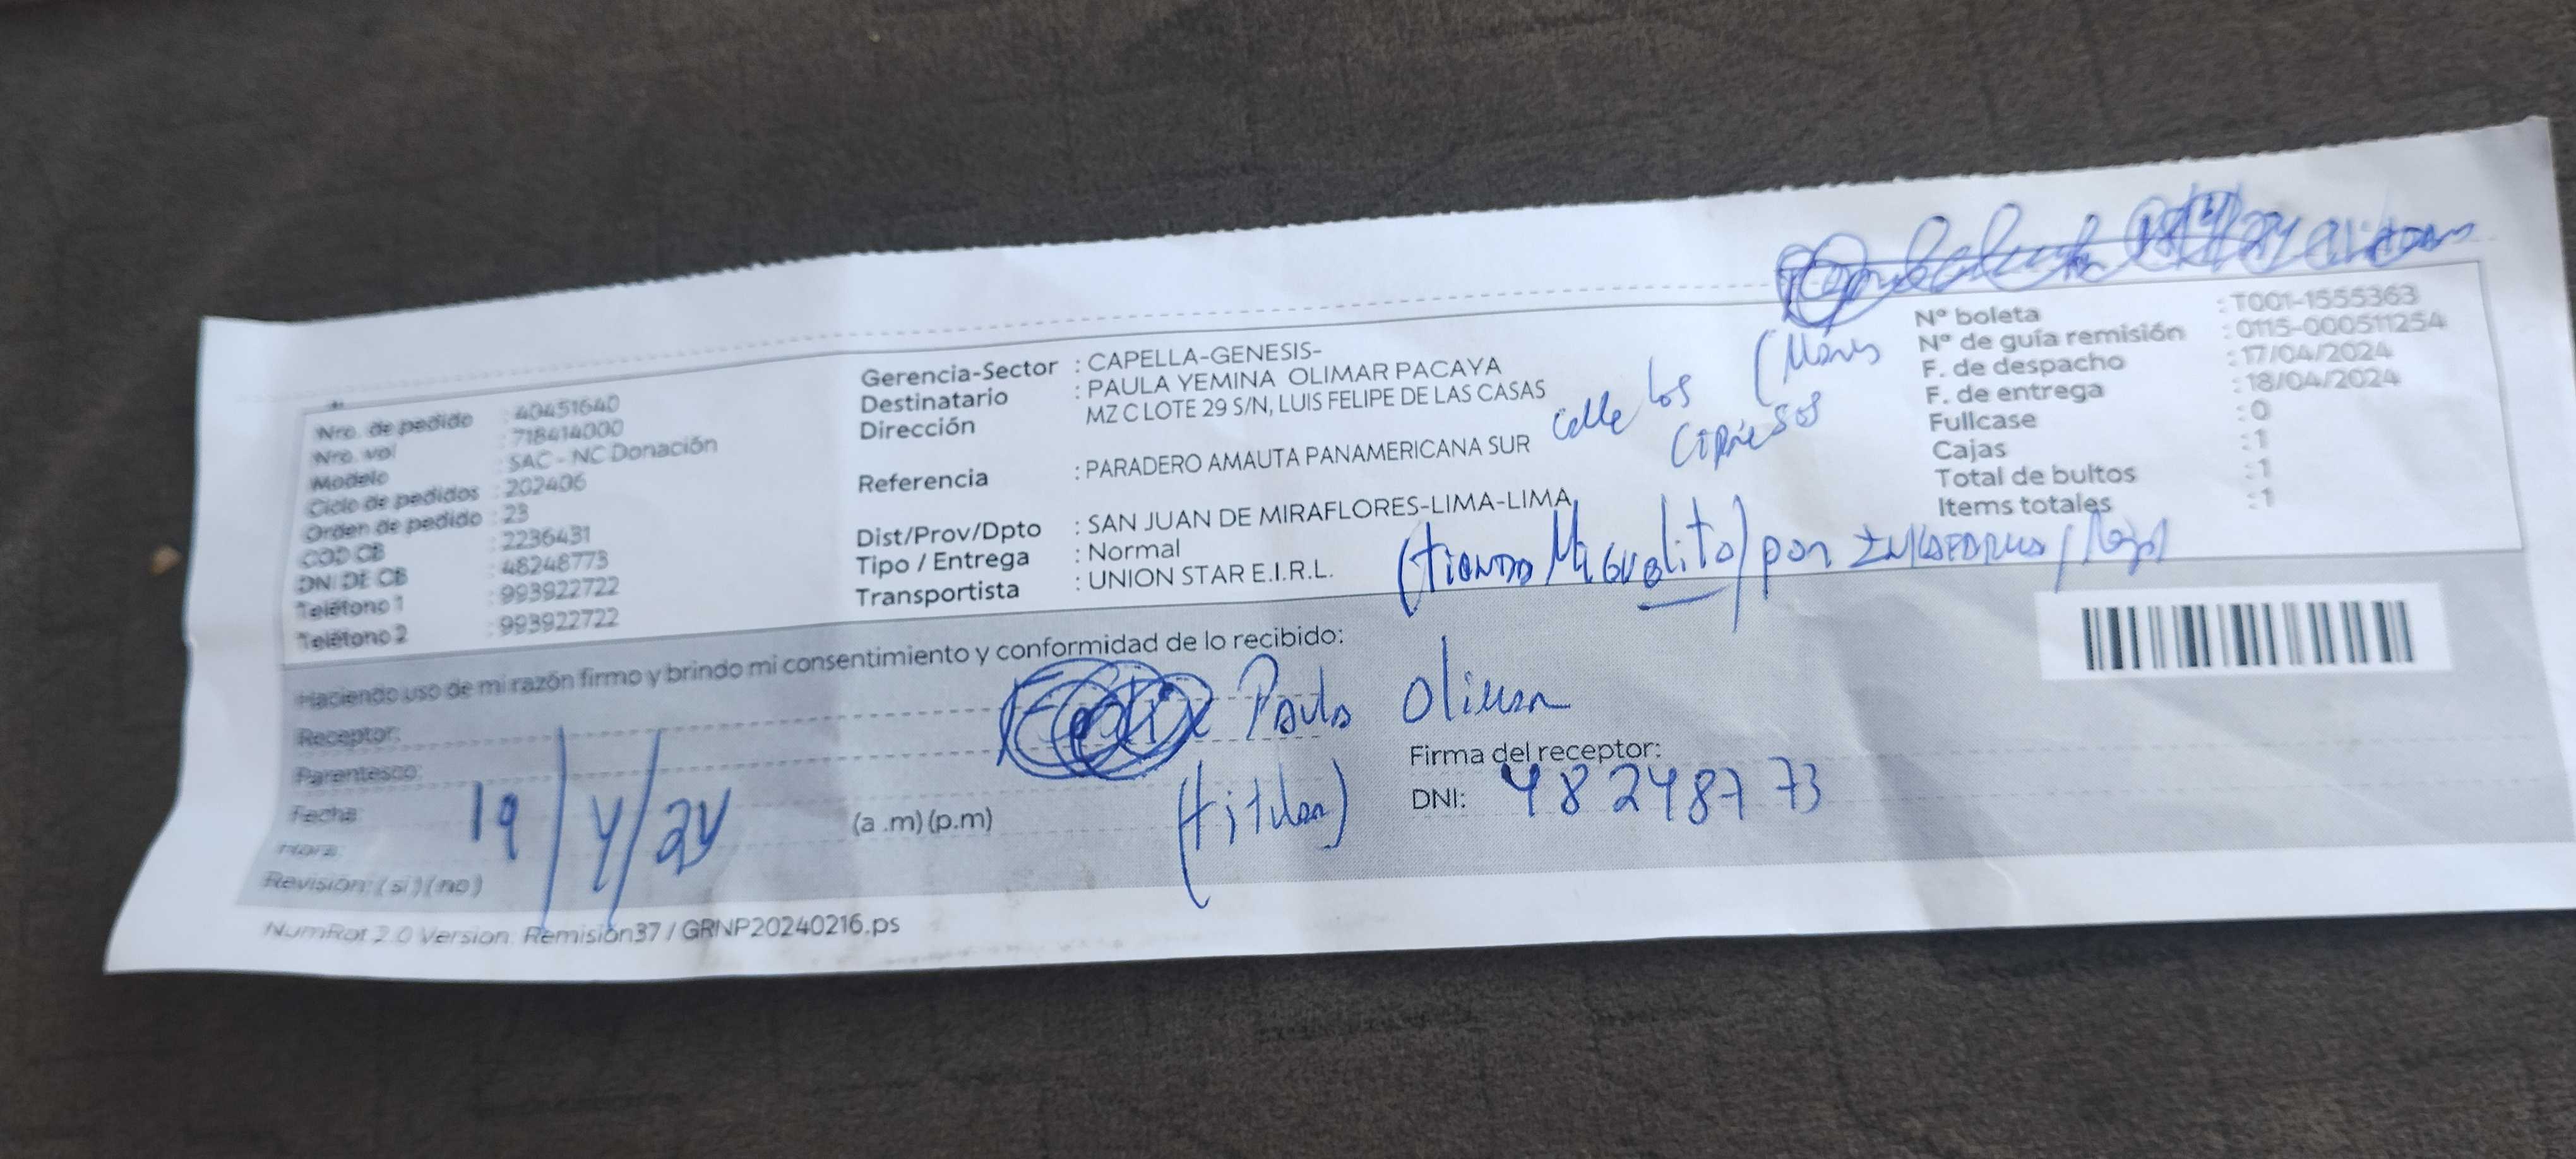 Nro. de pedido : 40451640
Nro. vol : 718414000
Modelo : SAC - NC Donación
Ciclo de pedidos : 202406
Orden de pedido : 23
COD CB : 2236431
DNI DE CB : 48248773
Teléfono 1 : 993922722
Teléfono 2 : 993922722
Gerencia-Sector : CAPELLA-GENESIS-
Destinatario : PAULA YEMINA OLIMAR PACAYA
Dirección MZ C LOTE 29 S/N, LUIS FELIPE DE LAS CASAS
Referencia : PARADERO AMAUTA PANAMERICANA SUR
Dist/Prov/Dpto : SAN JUAN DE MIRAFLORES-LIMA-LIMA
Tipo / Entrega : Normal
Transportista : UNION STAR E.I.R.L.
Calle Los
Cipreses
(tienda Miguelito) por
Nº boleta : T001-1555363
Nº de guía remisión : 0115-000511254
F. de despacho : 17/04/2024
F. de entrega : 18/04/2024
Fullcase : 0
Cajas : 1
Total de bultos : 1
Items totales : 1
Haciendo uso de mi razón firmo y brindo mi consentimiento y conformidad de lo recibido:
Receptor: Paula Olimar
Parentesco: (titular)
Firma del receptor:
Fecha: 19/4/24
DNI: 48248773
Hora: (a .m) (p.m)
Revisión: ( si ) ( no )
NumRot 2.0 Version. Remisión37 / GRNP20240216.ps